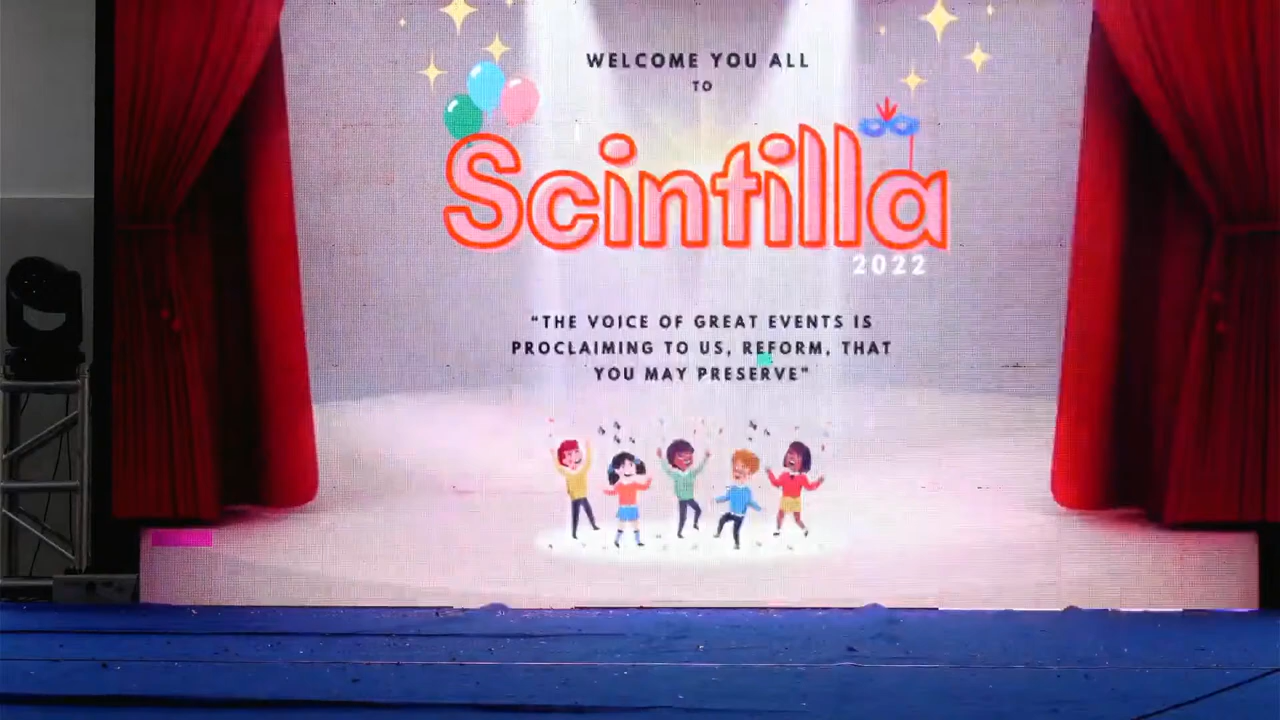 WELCOME YOU ALL
TO
Scintilla
2022
"THE VOICE OF GREAT EVENTS IS
PROCLAIMING TO US, REFORM, THAT
YOU MAY PRESERVE"